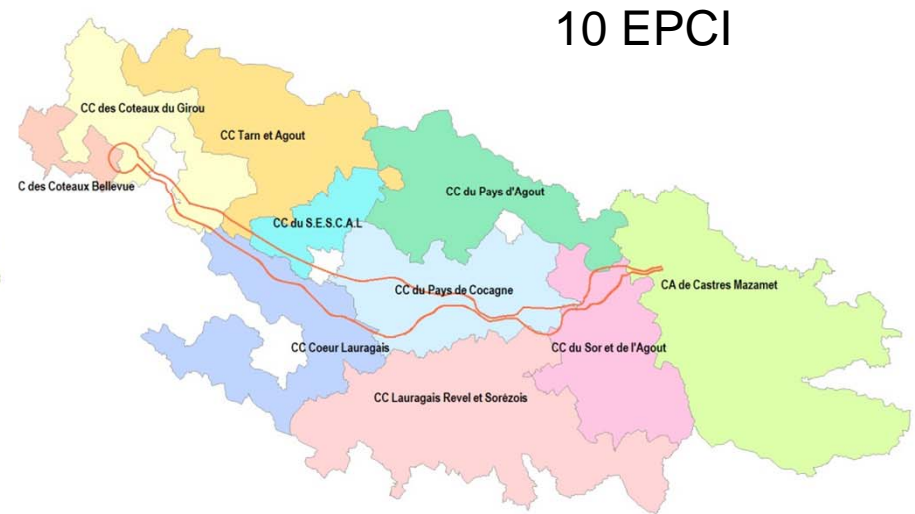 10 EPCI
CC des Coteaux du Girou
CC Tarn et Agout
C des Coteaux Bellevue
CC du Pays d'Agout
CC du S.E.S.C.A.L
CC du Pays de Cocagne
CA de Castres Mazamet
CC Coeur Lauragais
CC du Sor et de l'Agout
CC Lauragais Revel et Sorézois